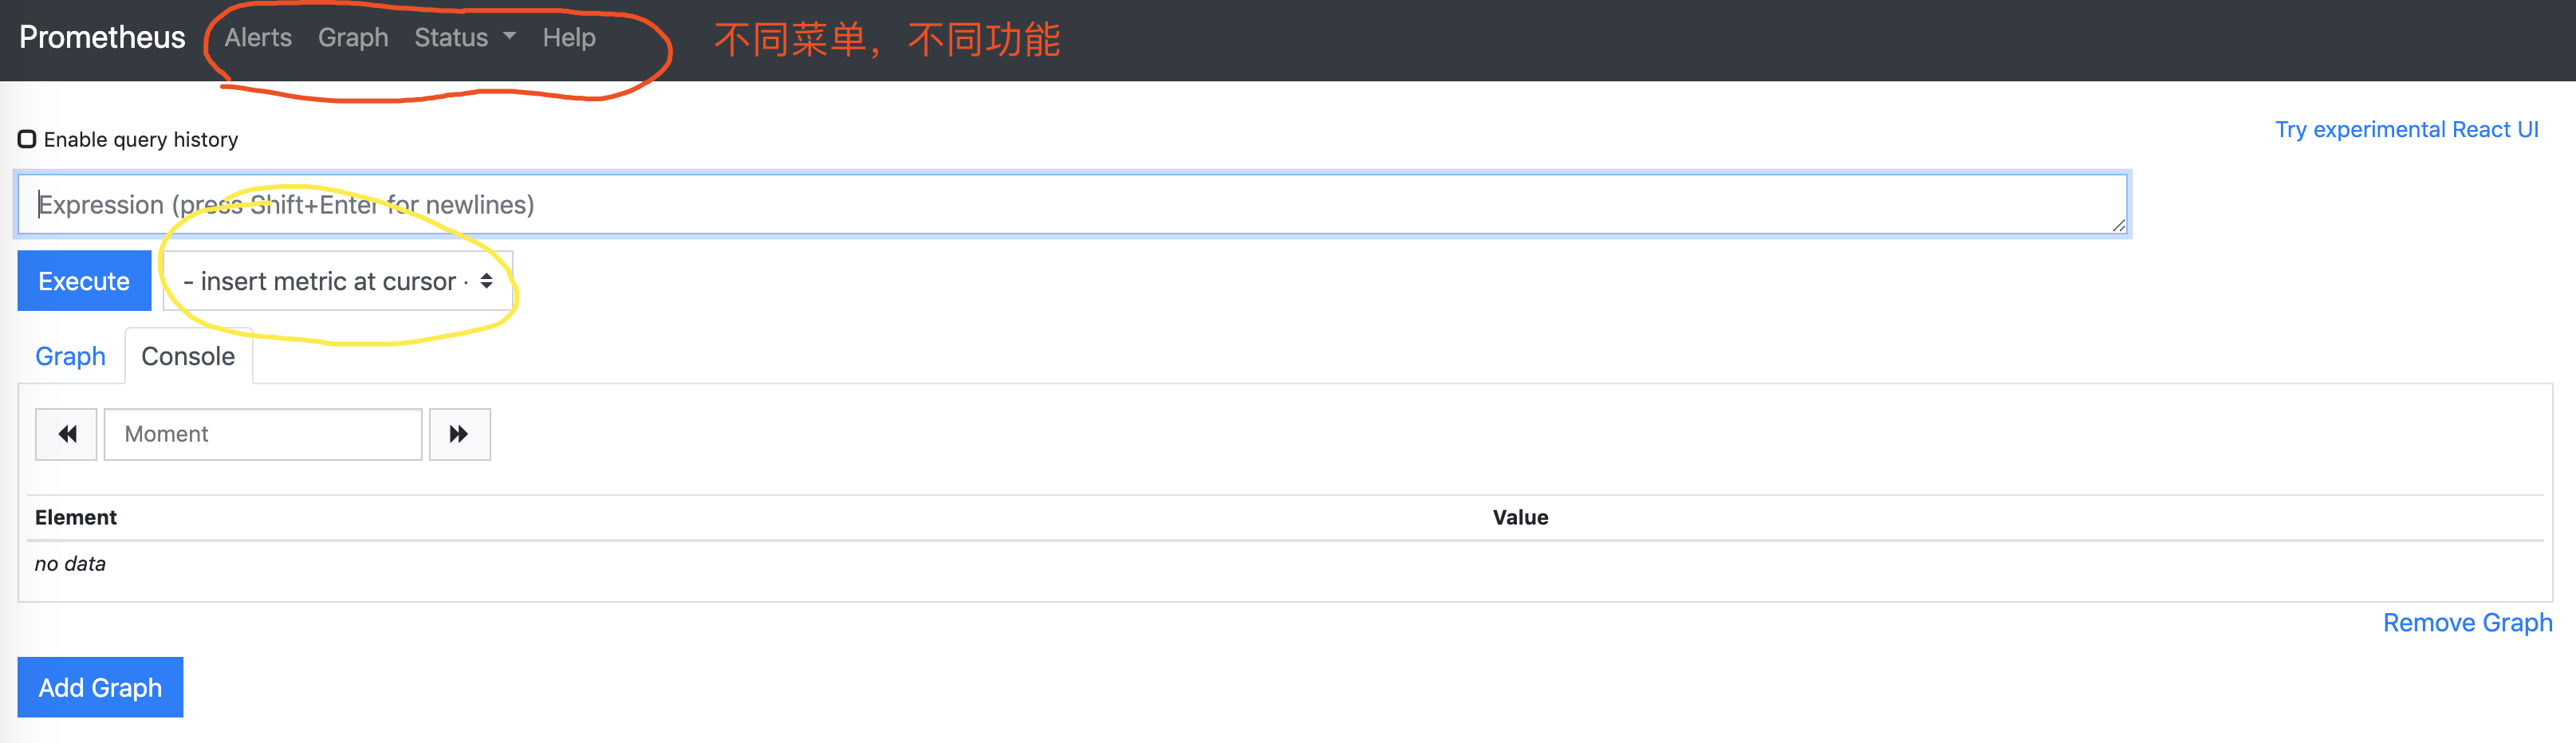 Prometheus Alerts Graph Status Help 不同菜单，不同功能
Enable query history
Try experimental React UI
Expression (press Shift+Enter for newlines)
Execute - insert metric at cursor -
Graph Console
Moment
Element Value
no data
Remove Graph
Add Graph